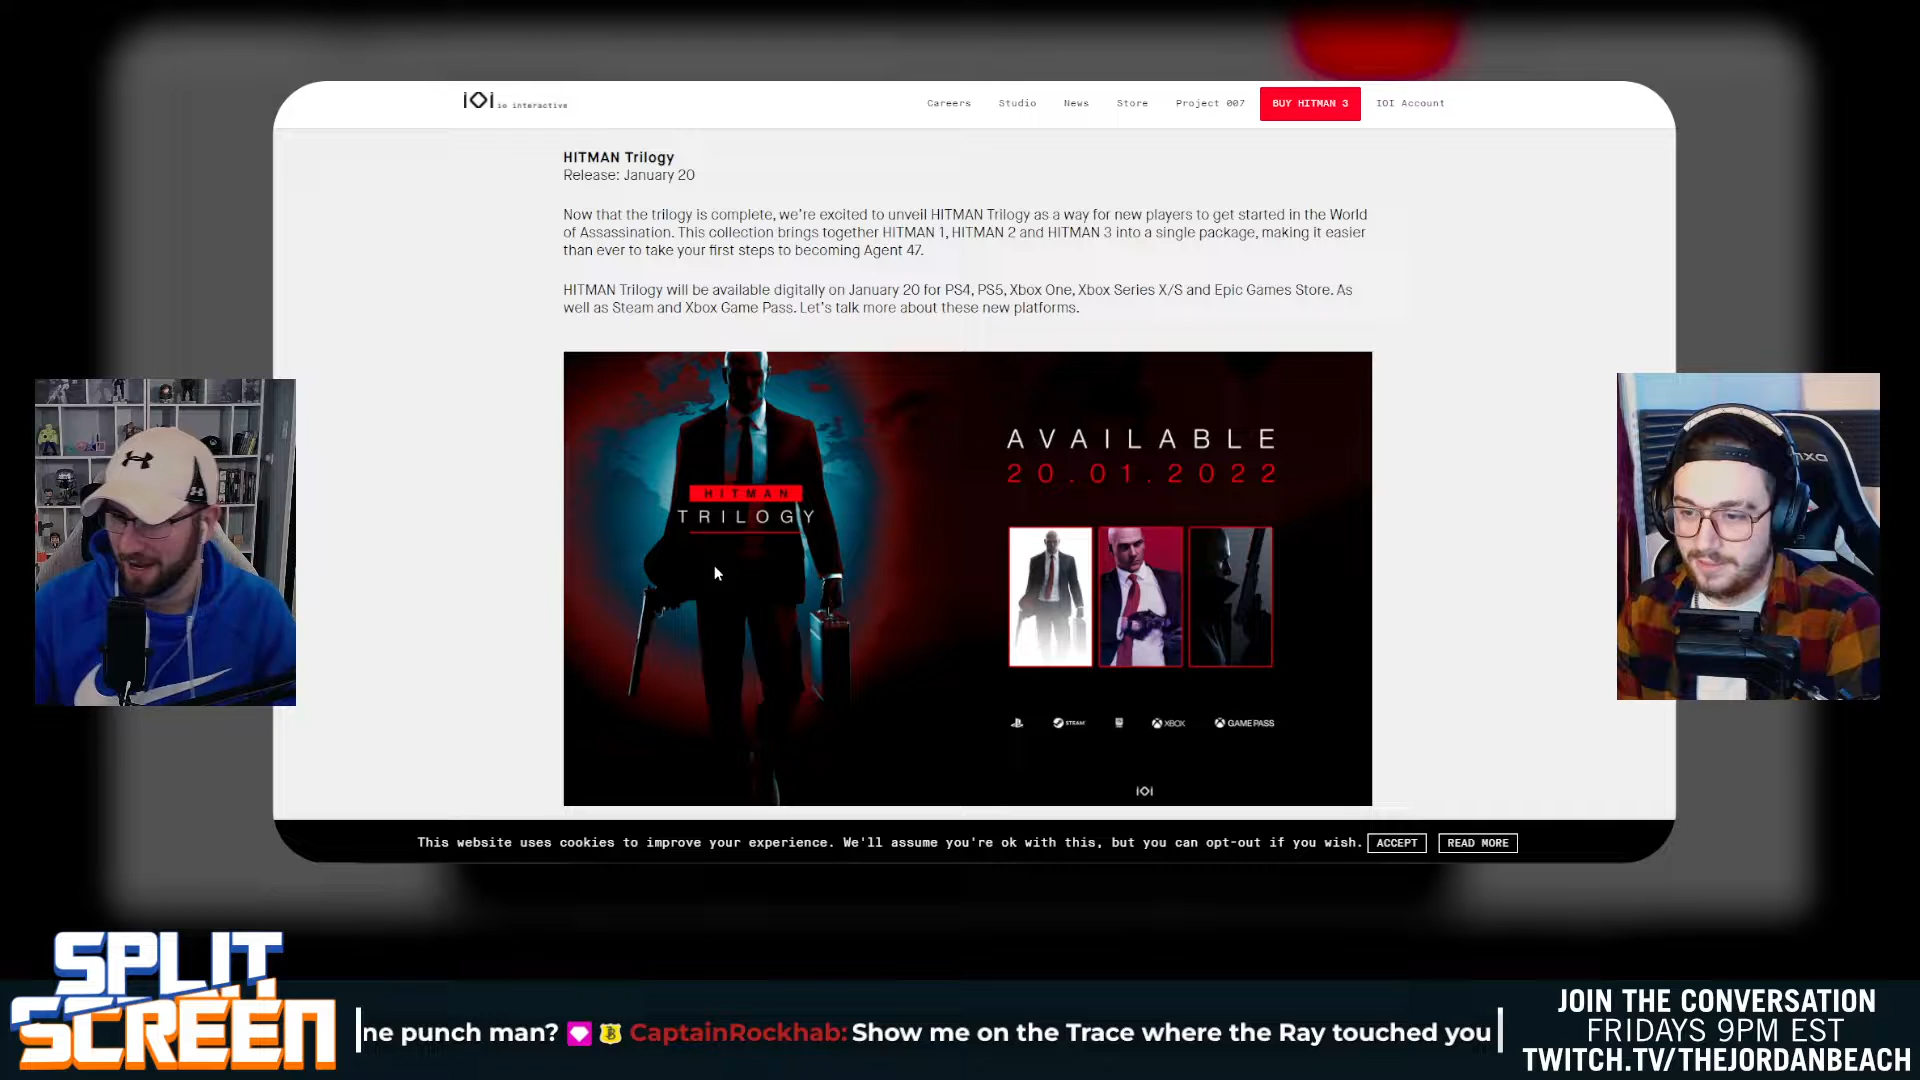 IOI io interactive
Careers Studio News Store Project 007 BUY HITMAN 3 IOI Account
HITMAN Trilogy
Release: January 20
Now that the trilogy is complete, we're excited to unveil HITMAN Trilogy as a way for new players to get started in the World
of Assassination. This collection brings together HITMAN 1, HITMAN 2 and HITMAN 3 into a single package, making it easier
than ever to take your first steps to becoming Agent 47.
HITMAN Trilogy will be available digitally on January 20 for PS4, PS5, Xbox One, Xbox Series X/S and Epic Games Store. As
well as Steam and Xbox Game Pass. Let's talk more about these new platforms.
HITMAN
TRILOGY
AVAILABLE
20.01.2022
STEAM XBOX GAME PASS
IOI
This website uses cookies to improve your experience. We'll assume you're ok with this, but you can opt-out if you wish. ACCEPT READ MORE
SPLIT
SCREEN
ne punch man? CaptainRockhab: Show me on the Trace where the Ray touched you
JOIN THE CONVERSATION
FRIDAYS 9PM EST
TWITCH.TV/THEJORDANBEACH